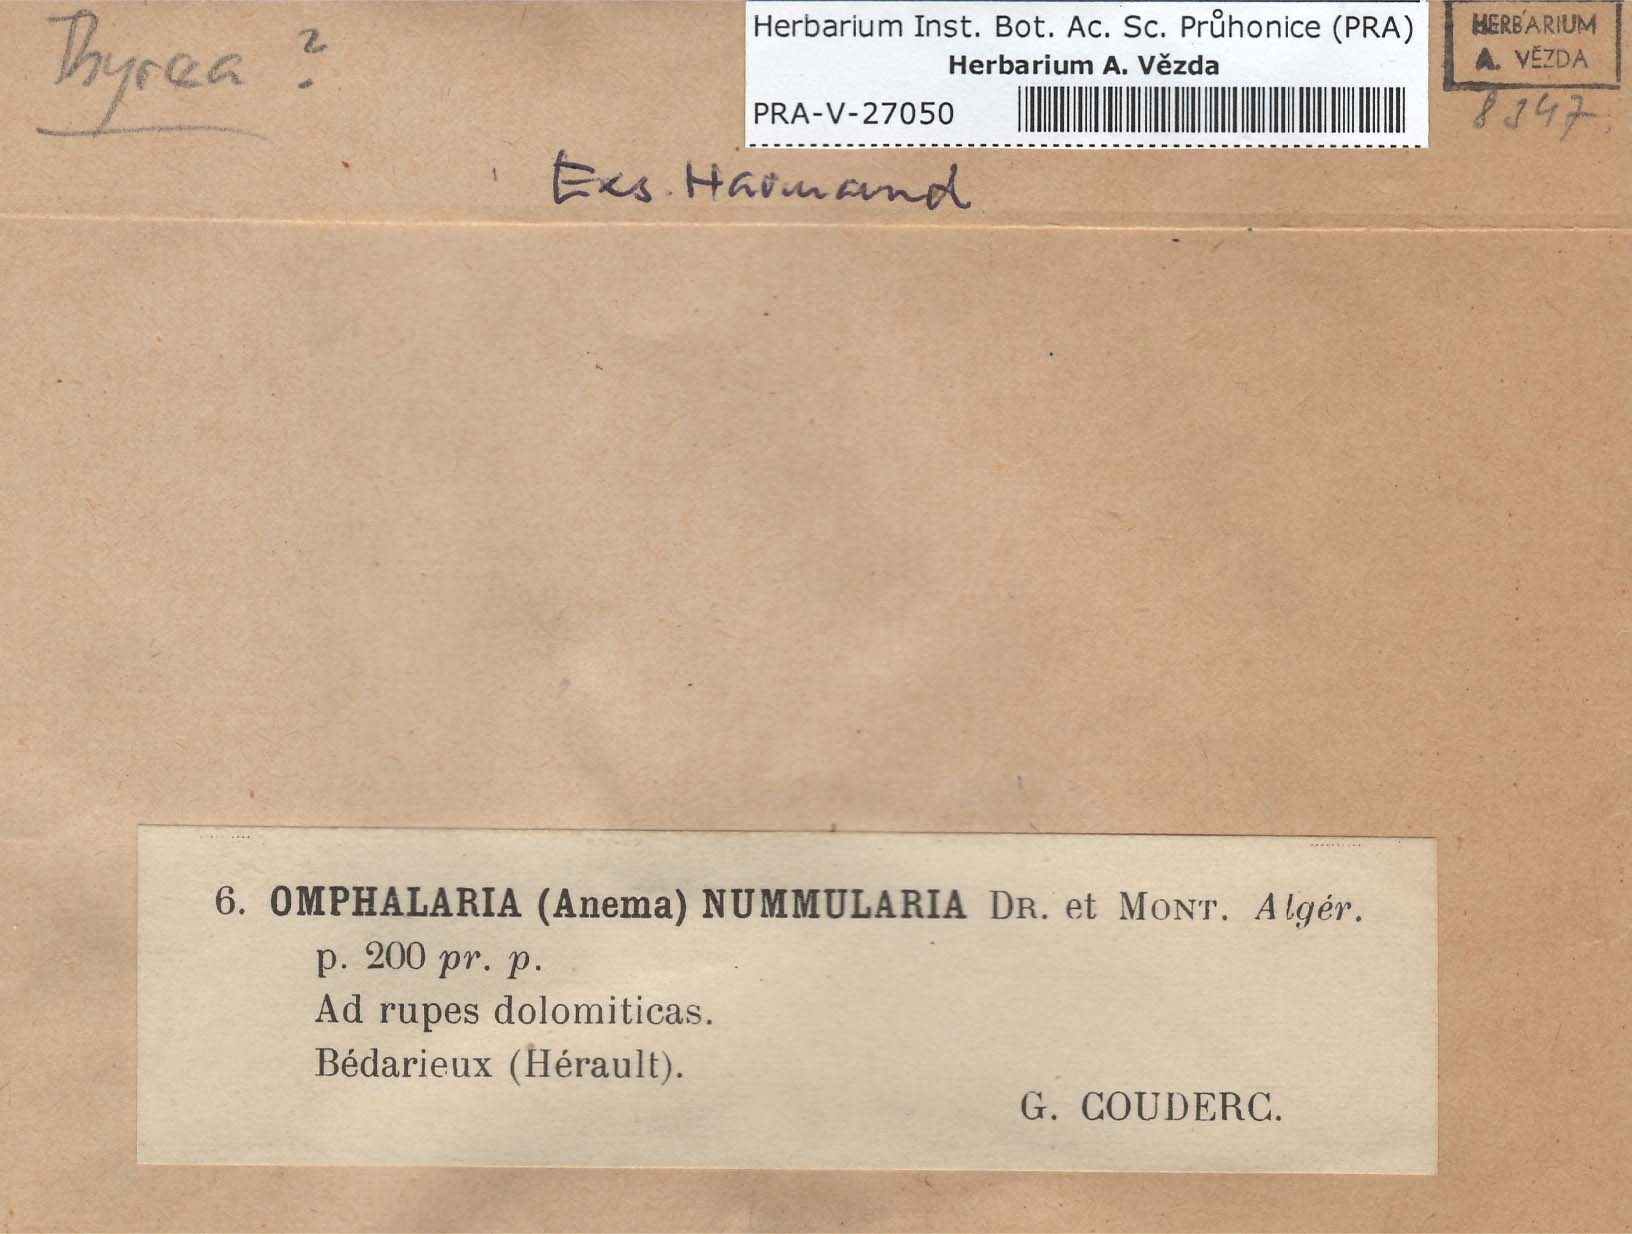 Thyrea ?
Herbarium Inst. Bot. Ac. Sc. Průhonice (PRA)
Herbarium A. Vězda
PRA-V-27050
HERBARIUM
A. VĚZDA
8347
Exs. Harmand
6. OMPHALARIA (Anema) NUMMULARIA DR. et MONT. Algér.
p. 200 pr. p.
Ad rupes dolomiticas.
Bédarieux (Hérault).
G. COUDERC.